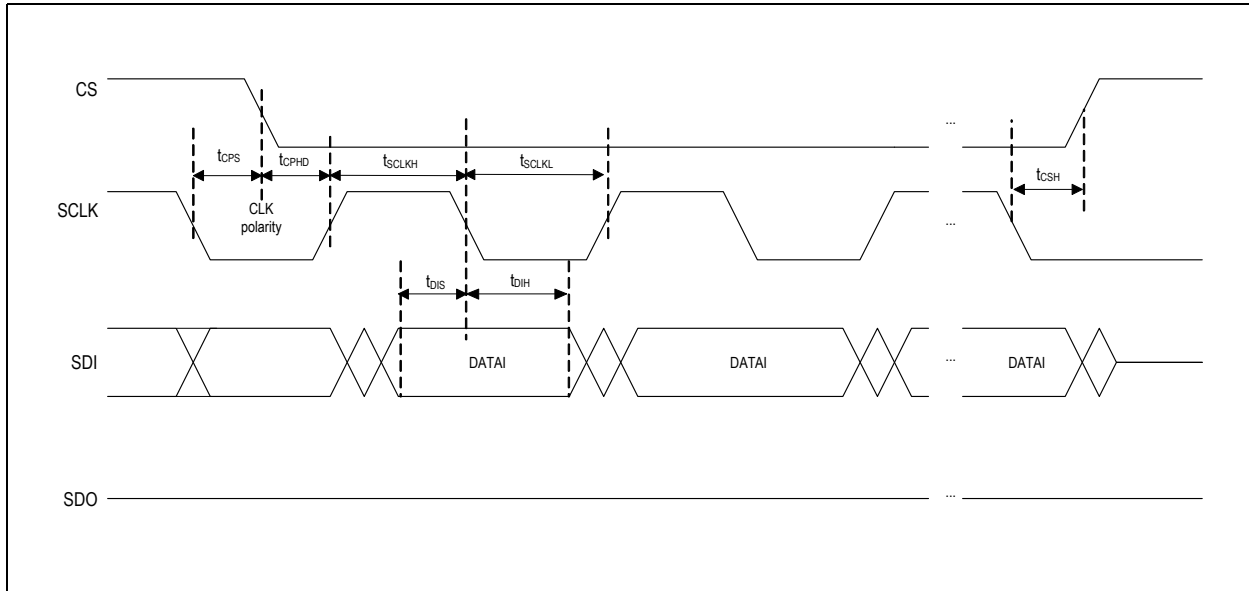 CS
...
tCPS
tCPHD
tSCLKH
tSCLKL
tCSH
SCLK
CLK
polarity
...
tDIS
tDIH
SDI
DATAI
DATAI
...
DATAI
SDO
...